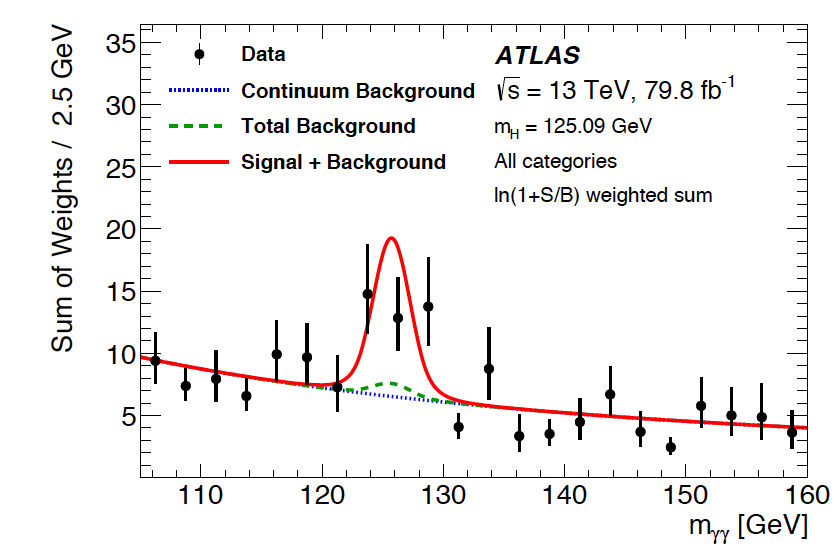 Sum of Weights / 2.5 GeV
35
30
25
20
15
10
5
Data
Continuum Background
Total Background
Signal + Background
ATLAS
√s = 13 TeV, 79.8 fb⁻¹
m_H = 125.09 GeV
All categories
ln(1+S/B) weighted sum
110 120 130 140 150 160
m_γγ [GeV]